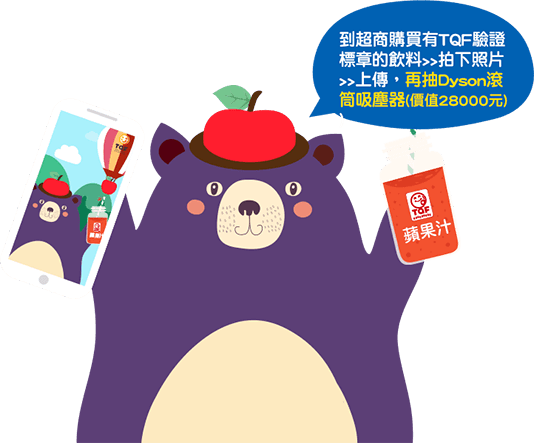 到超商購買有TQF驗證
標章的飲料>>拍下照片
>>上傳，再抽Dyson滾
筒吸塵器(價值28000元)
TQF
蘋果汁